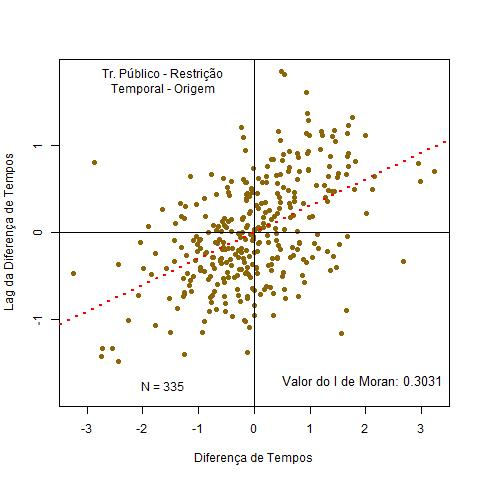 Tr. Público - Restrição
Temporal - Origem
Lag da Diferença de Tempos
1
0
-1
N = 335
Valor do I de Moran: 0.3031
-3
-2
-1
0
1
2
3
Diferença de Tempos